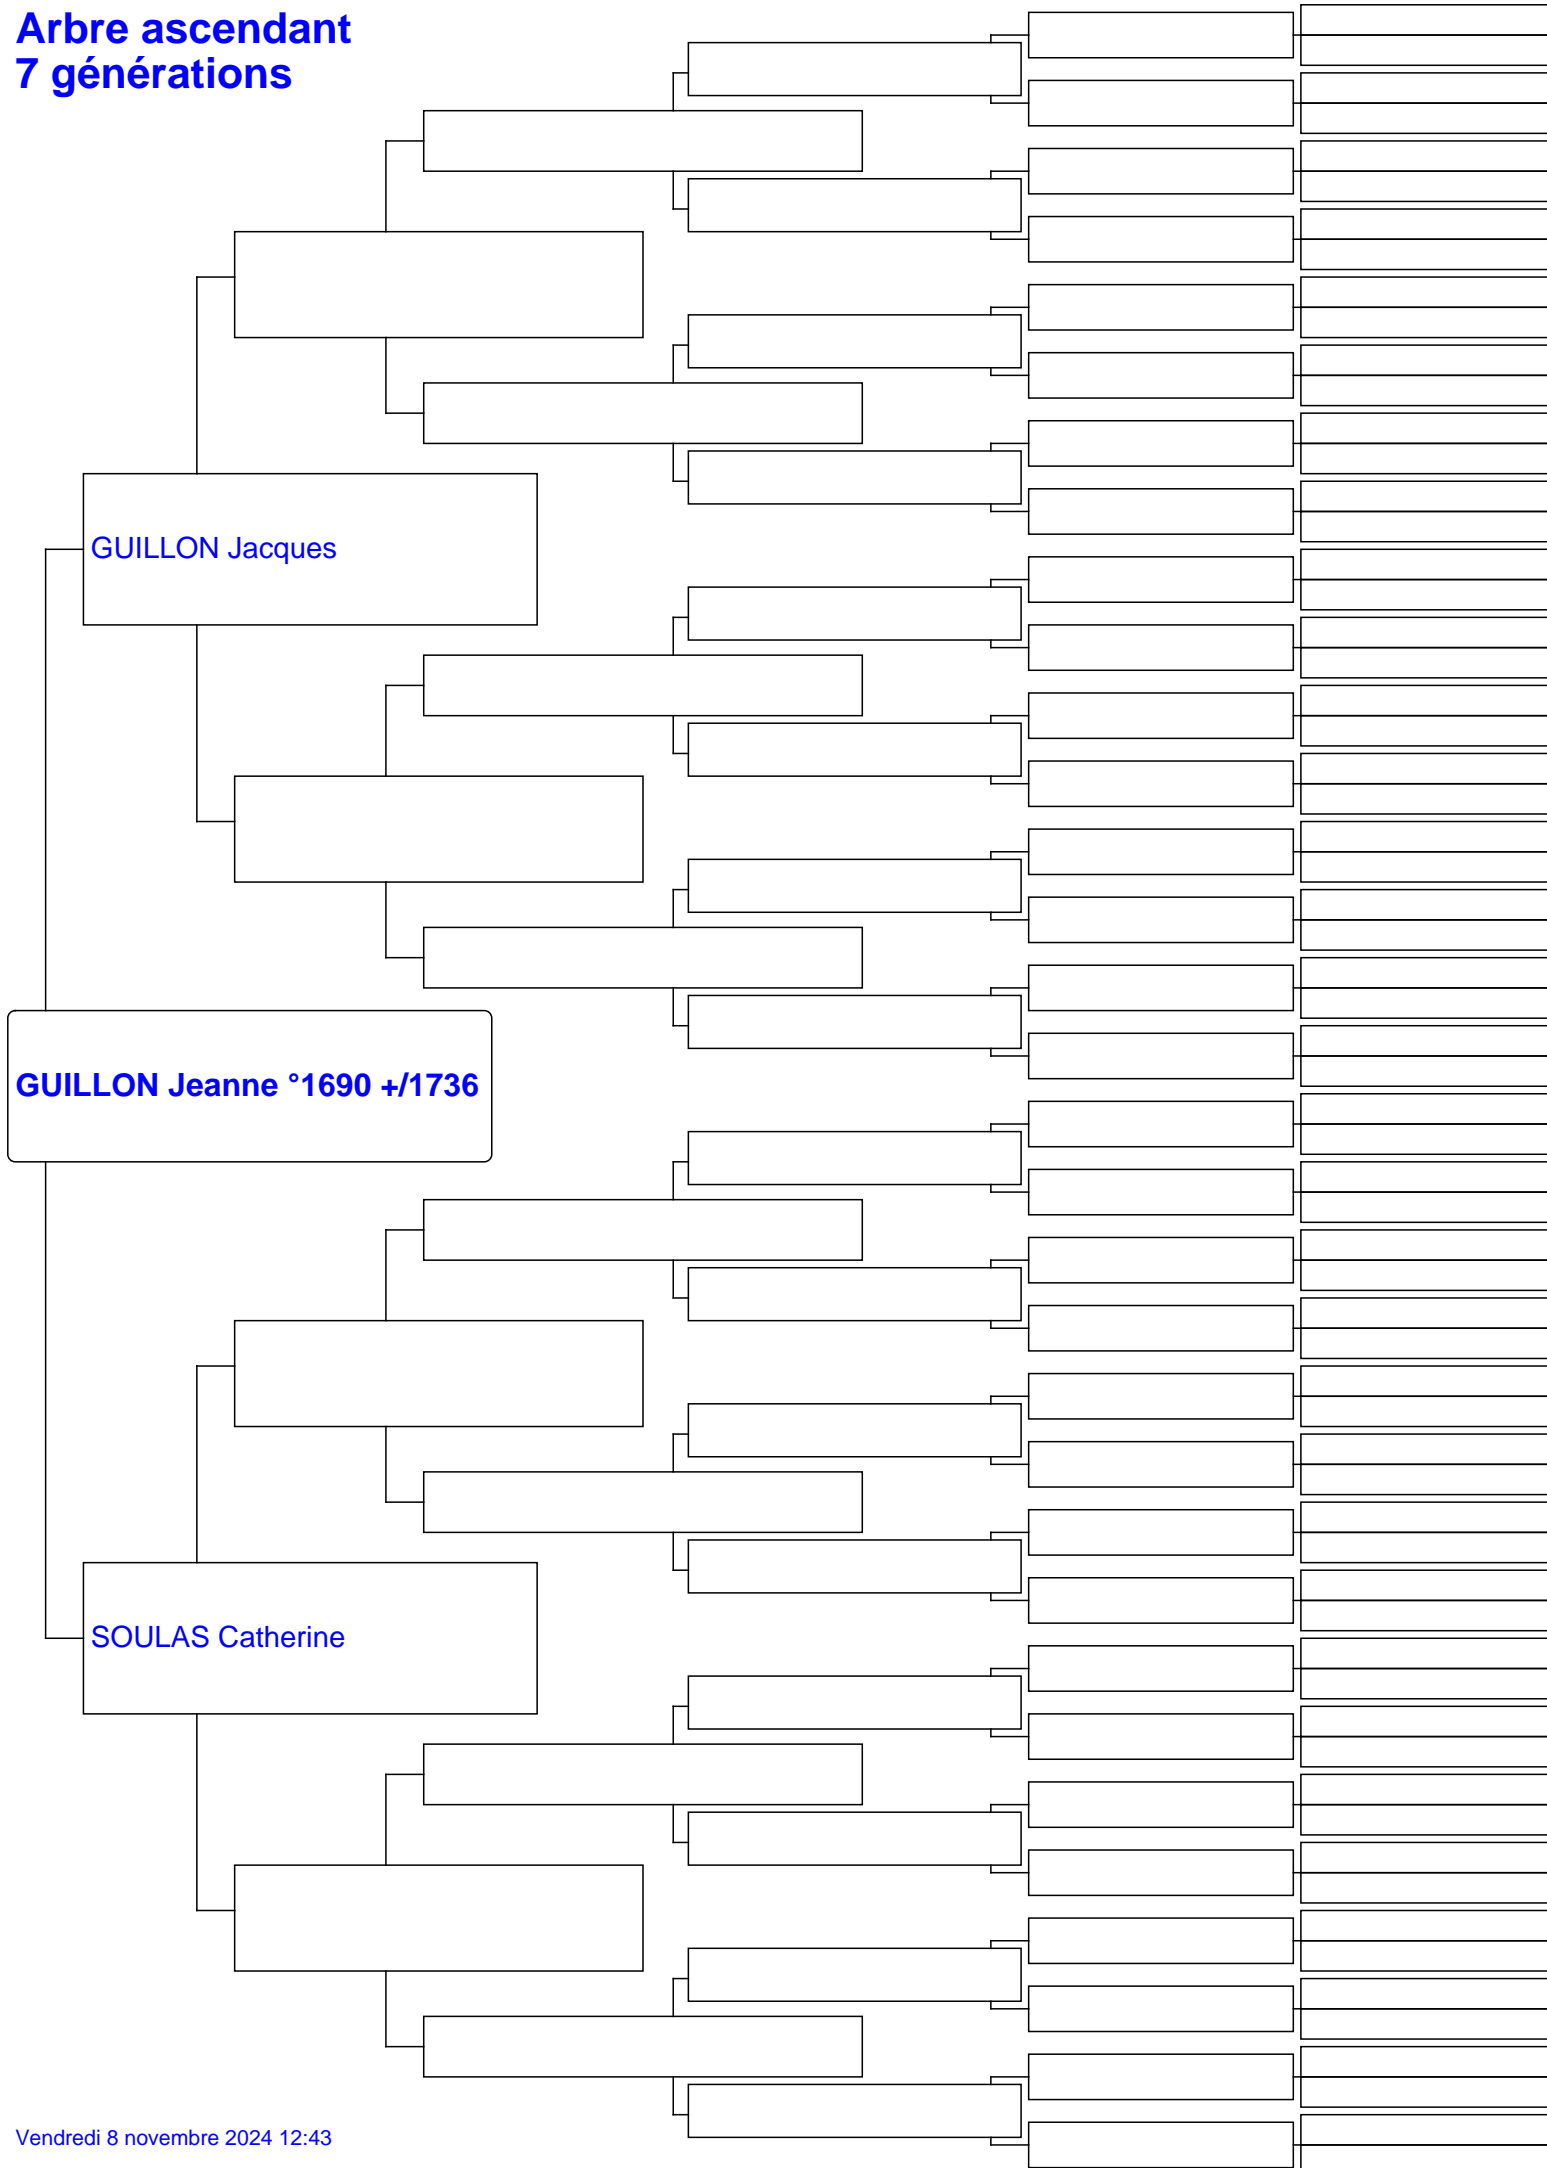 Arbre ascendant
7 générations
GUILLON Jacques
GUILLON Jeanne °1690 +/1736
SOULAS Catherine
Vendredi 8 novembre 2024 12:43